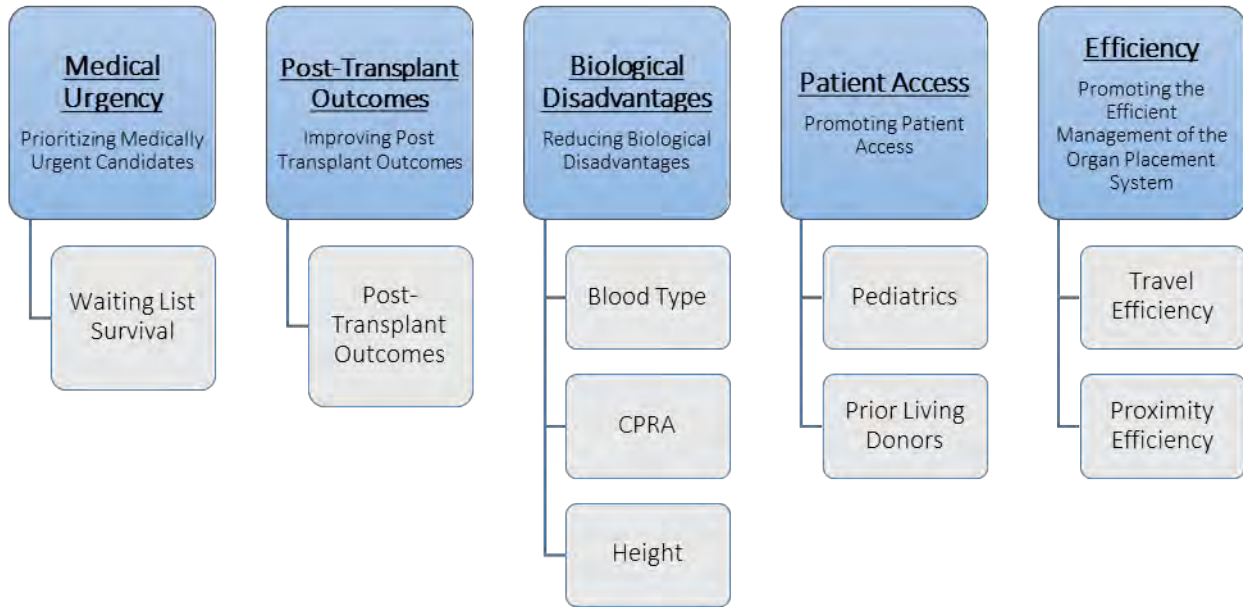 Medical
Urgency
Prioritizing Medically
Urgent Candidates
Waiting List
Survival
Post-Transplant
Outcomes
Improving Post
Transplant Outcomes
Post-
Transplant
Outcomes
Biological
Disadvantages
Reducing Biological
Disadvantages
Blood Type
CPRA
Height
Patient Access
Promoting Patient
Access
Pediatrics
Prior Living
Donors
Efficiency
Promoting the
Efficient
Management of the
Organ Placement
System
Travel
Efficiency
Proximity
Efficiency